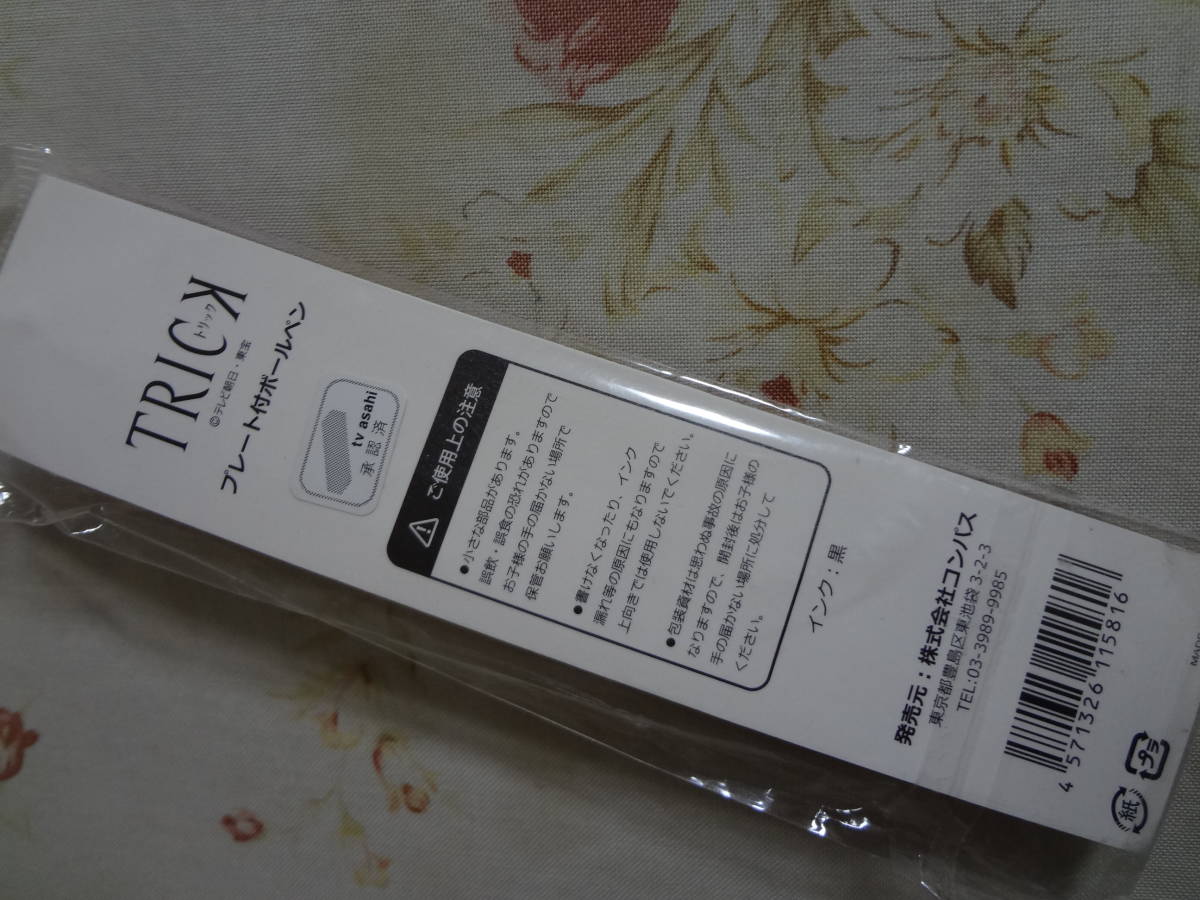 TRICK
トリック
©テレビ朝日・東宝
プレート付ボールペン
tv asahi
承認済
ご使用上の注意
●小さな部品があります。
誤飲・誤食の恐れがありますので
お子様の手の届かない場所で
保管お願いします。
●書けなくなったり、インク
漏れ等の原因にもなりますので
上向きでは使用しないでください。
●包装資材は思わぬ事故の原因に
なりますので、開封後はお子様の
手の届かない場所に処分して
ください。
インク：黒
発売元：株式会社コンパス
東京都豊島区東池袋 3-2-3
TEL:03-3989-9985
4 571326 115816
プラ
紙